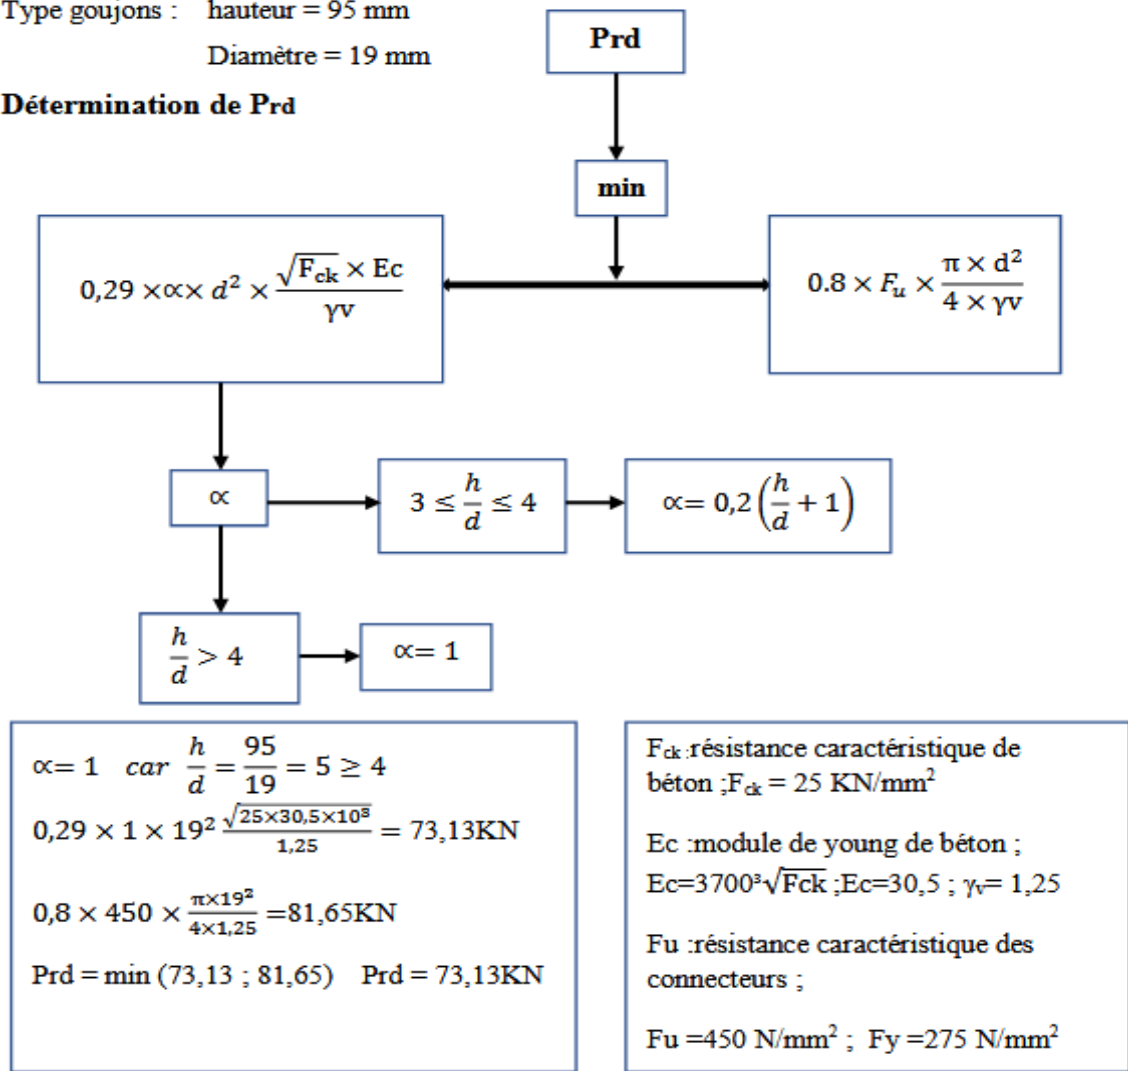 Type goujons : hauteur = 95 mm
Diamètre = 19 mm
Détermination de Prd
Prd
min
0,29 ×∝× d² × √F_ck × Ec / γv
0.8 × F_u × π × d² / 4 × γv
∝
3 ≤ h/d ≤ 4
∝= 0,2(h/d + 1)
h/d > 4
∝= 1
∝= 1 car h/d = 95/19 = 5 ≥ 4
0,29 × 1 × 19² √25×30,5×10³ / 1,25 = 73,13KN
0,8 × 450 × π×19² / 4×1,25 =81,65KN
Prd = min (73,13 ; 81,65) Prd = 73,13KN
Fck :résistance caractéristique de
béton ;Fck = 25 KN/mm²
Ec :module de young de béton ;
Ec=3700³√Fck ;Ec=30,5 ; γv= 1,25
Fu :résistance caractéristique des
connecteurs ;
Fu =450 N/mm² ; Fy =275 N/mm²